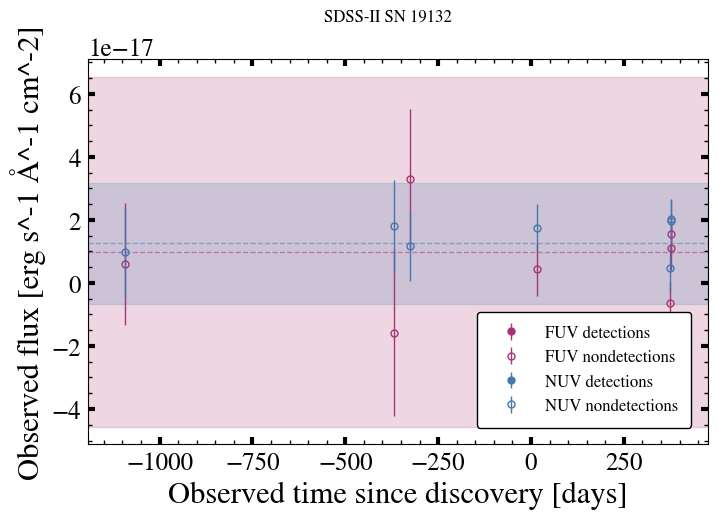 SDSS-II SN 19132
1e−17
6
4
2
0
−2
−4
Observed flux [erg s^-1 Å^-1 cm^-2]
FUV detections
FUV nondetections
NUV detections
NUV nondetections
−1000 −750 −500 −250 0 250
Observed time since discovery [days]